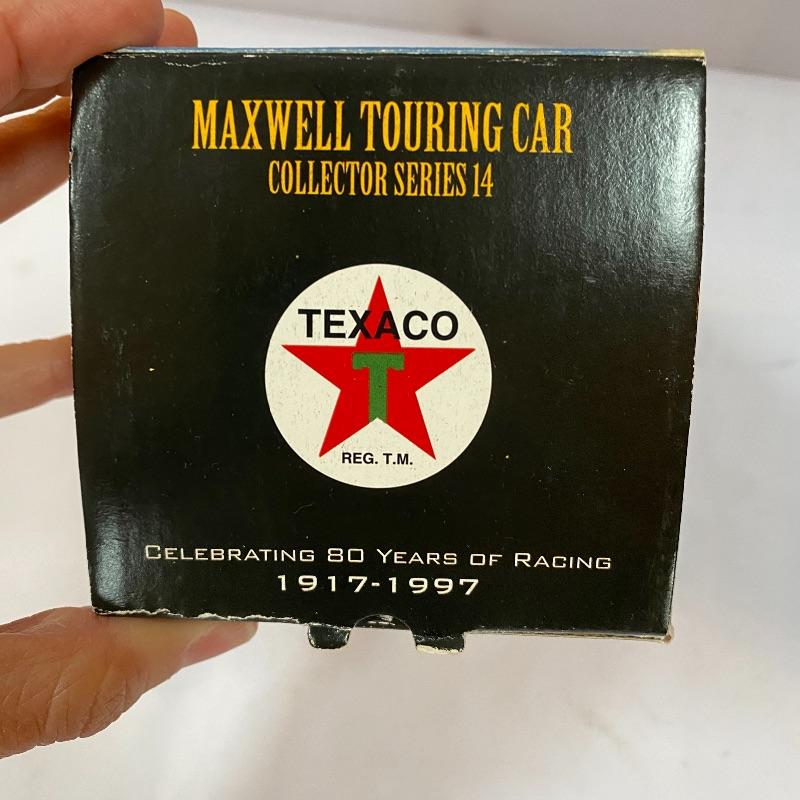 MAXWELL TOURING CAR
COLLECTOR SERIES 14
TEXACO
T
REG. T.M.
CELEBRATING 80 YEARS OF RACING
1917-1997